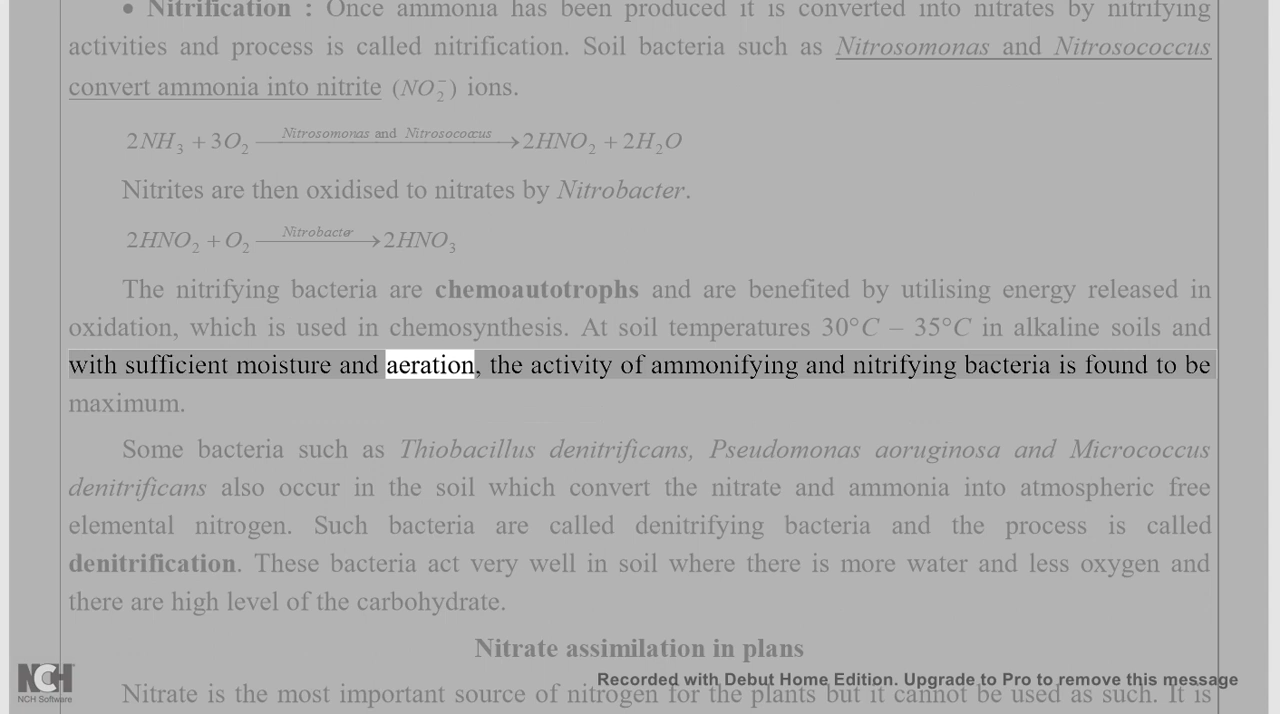 • Nitrification : Once ammonia has been produced it is converted into nitrates by nitrifying
activities and process is called nitrification. Soil bacteria such as Nitrosomonas and Nitrosococcus
convert ammonia into nitrite (NO₂⁻) ions.
2NH₃ + 3O₂ —Nitrosomonas and Nitrosococcus→ 2HNO₂ + 2H₂O
Nitrites are then oxidised to nitrates by Nitrobacter.
2HNO₂ + O₂ —Nitrobacter→ 2HNO₃
The nitrifying bacteria are chemoautotrophs and are benefited by utilising energy released in
oxidation, which is used in chemosynthesis. At soil temperatures 30°C – 35°C in alkaline soils and
with sufficient moisture and aeration, the activity of ammonifying and nitrifying bacteria is found to be
maximum.
Some bacteria such as Thiobacillus denitrificans, Pseudomonas aoruginosa and Micrococcus
denitrificans also occur in the soil which convert the nitrate and ammonia into atmospheric free
elemental nitrogen. Such bacteria are called denitrifying bacteria and the process is called
denitrification. These bacteria act very well in soil where there is more water and less oxygen and
there are high level of the carbohydrate.
Nitrate assimilation in plans
Nitrate is the most important source of nitrogen for the plants but it cannot be used as such. It is
NCH
NCH Software
Recorded with Debut Home Edition. Upgrade to Pro to remove this message